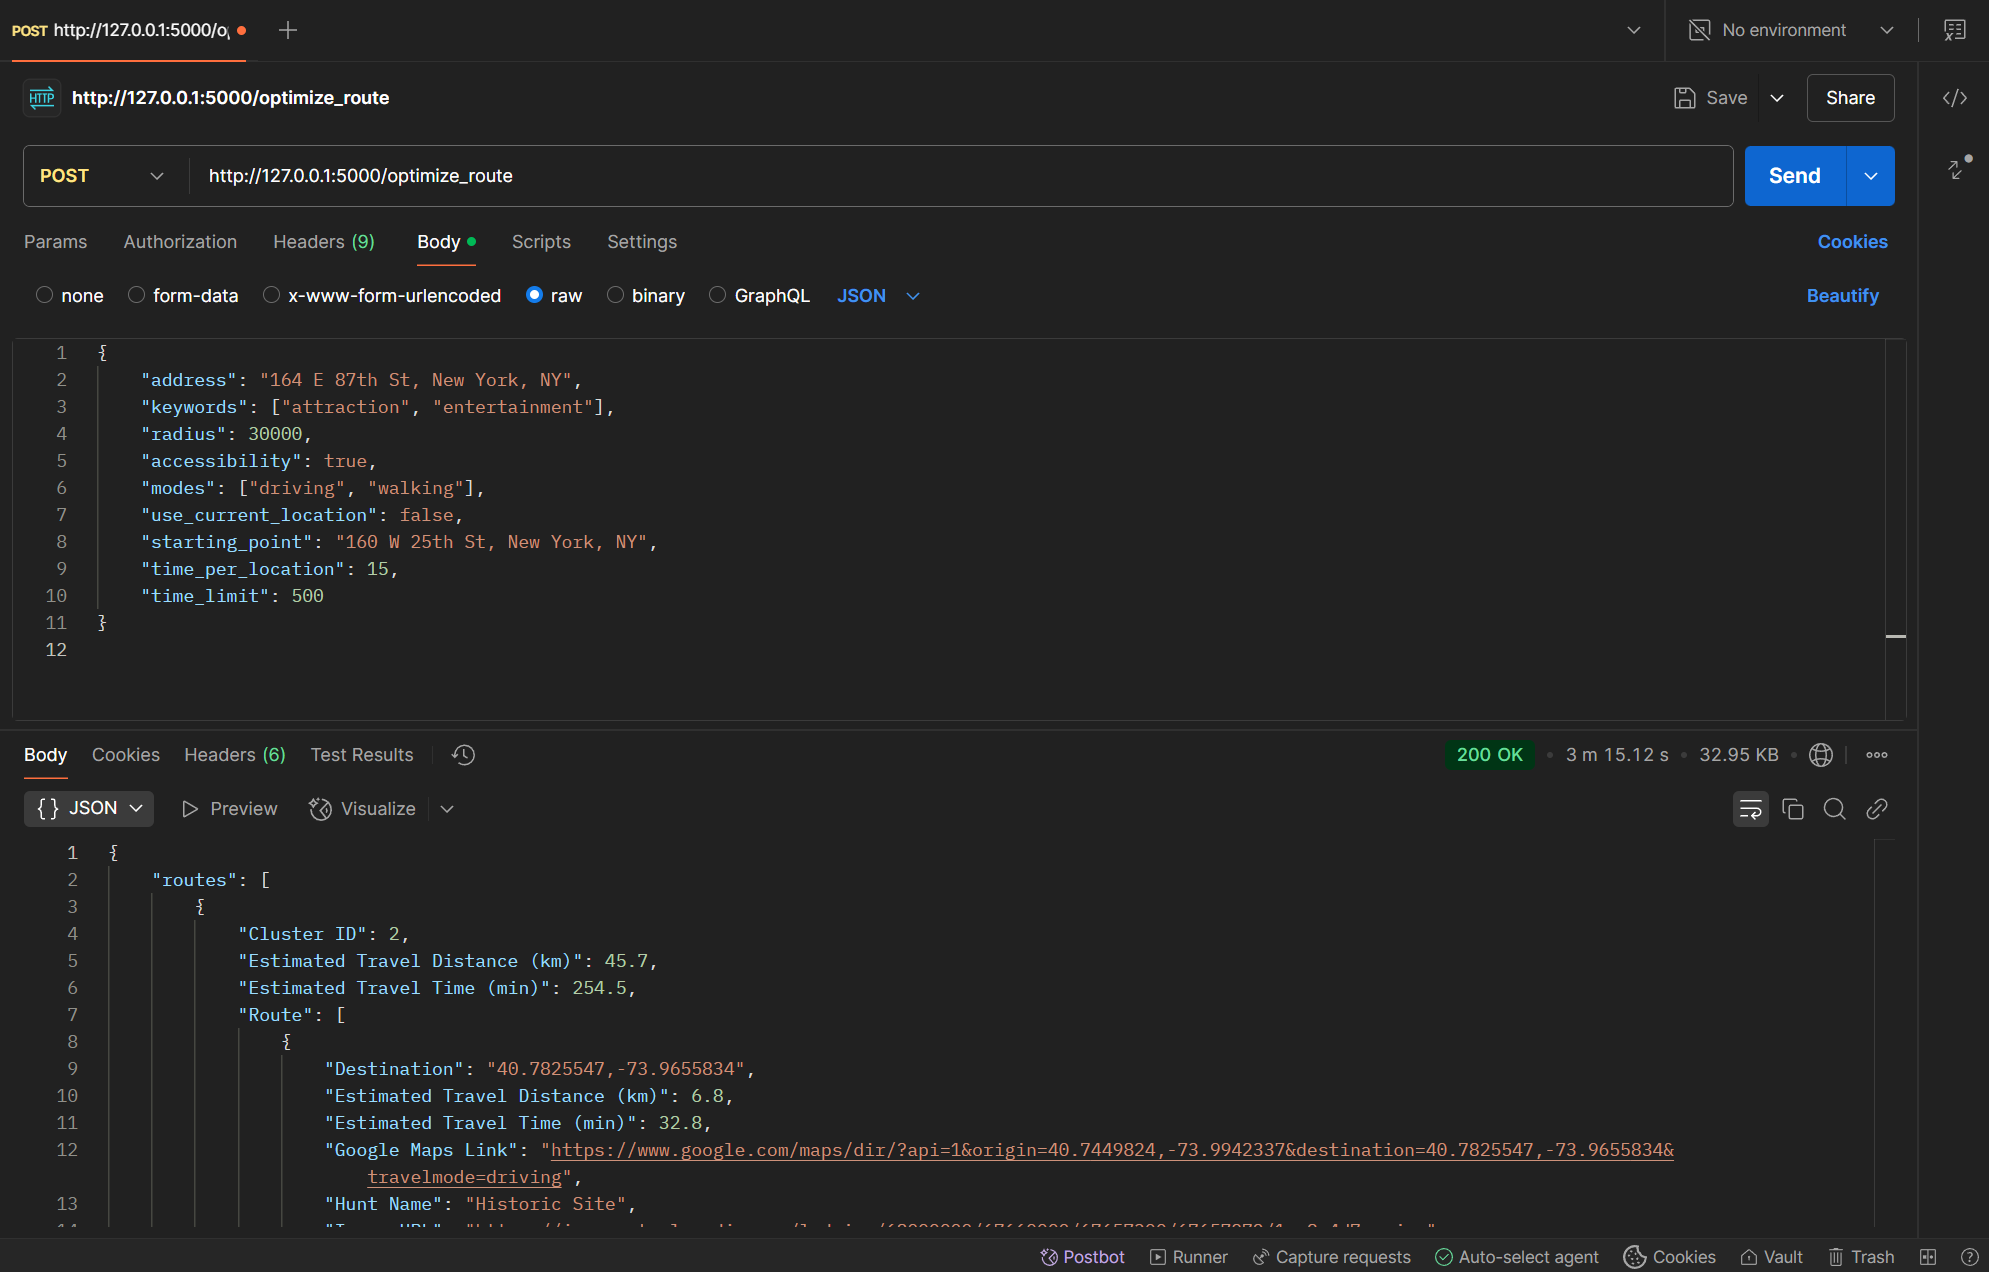 POST http://127.0.0.1:5000/o
No environment
HTTP http://127.0.0.1:5000/optimize_route
Save
Share
POST http://127.0.0.1:5000/optimize_route
Send
Params Authorization Headers (9) Body Scripts Settings Cookies
none form-data x-www-form-urlencoded raw binary GraphQL JSON Beautify
1 {
2 "address": "164 E 87th St, New York, NY",
3 "keywords": ["attraction", "entertainment"],
4 "radius": 30000,
5 "accessibility": true,
6 "modes": ["driving", "walking"],
7 "use_current_location": false,
8 "starting_point": "160 W 25th St, New York, NY",
9 "time_per_location": 15,
10 "time_limit": 500
11 }
12
Body Cookies Headers (6) Test Results 200 OK • 3 m 15.12 s • 32.95 KB •
{} JSON Preview Visualize
1 {
2 "routes": [
3 {
4 "Cluster ID": 2,
5 "Estimated Travel Distance (km)": 45.7,
6 "Estimated Travel Time (min)": 254.5,
7 "Route": [
8 {
9 "Destination": "40.7825547,-73.9655834",
10 "Estimated Travel Distance (km)": 6.8,
11 "Estimated Travel Time (min)": 32.8,
12 "Google Maps Link": "https://www.google.com/maps/dir/?api=1&origin=40.7449824,-73.9942337&destination=40.7825547,-73.9655834&
travelmode=driving",
13 "Hunt Name": "Historic Site",
Postbot Runner Capture requests Auto-select agent Cookies Vault Trash